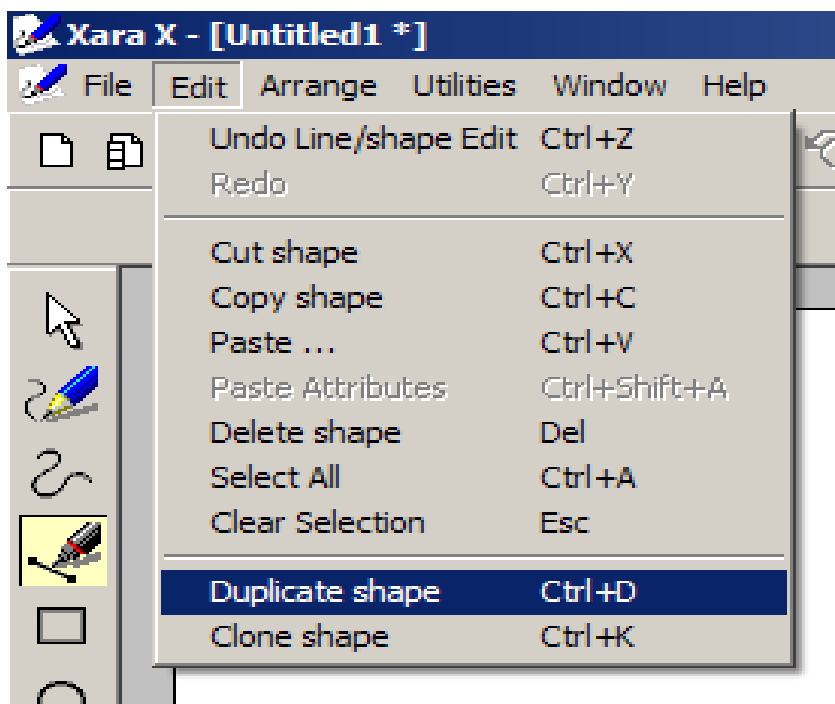 Xara X - [Untitled1 *]
File Edit Arrange Utilities Window Help
Undo Line/shape Edit Ctrl+Z
Redo Ctrl+Y
Cut shape Ctrl+X
Copy shape Ctrl+C
Paste ... Ctrl+V
Paste Attributes Ctrl+Shift+A
Delete shape Del
Select All Ctrl+A
Clear Selection Esc
Duplicate shape Ctrl+D
Clone shape Ctrl+K